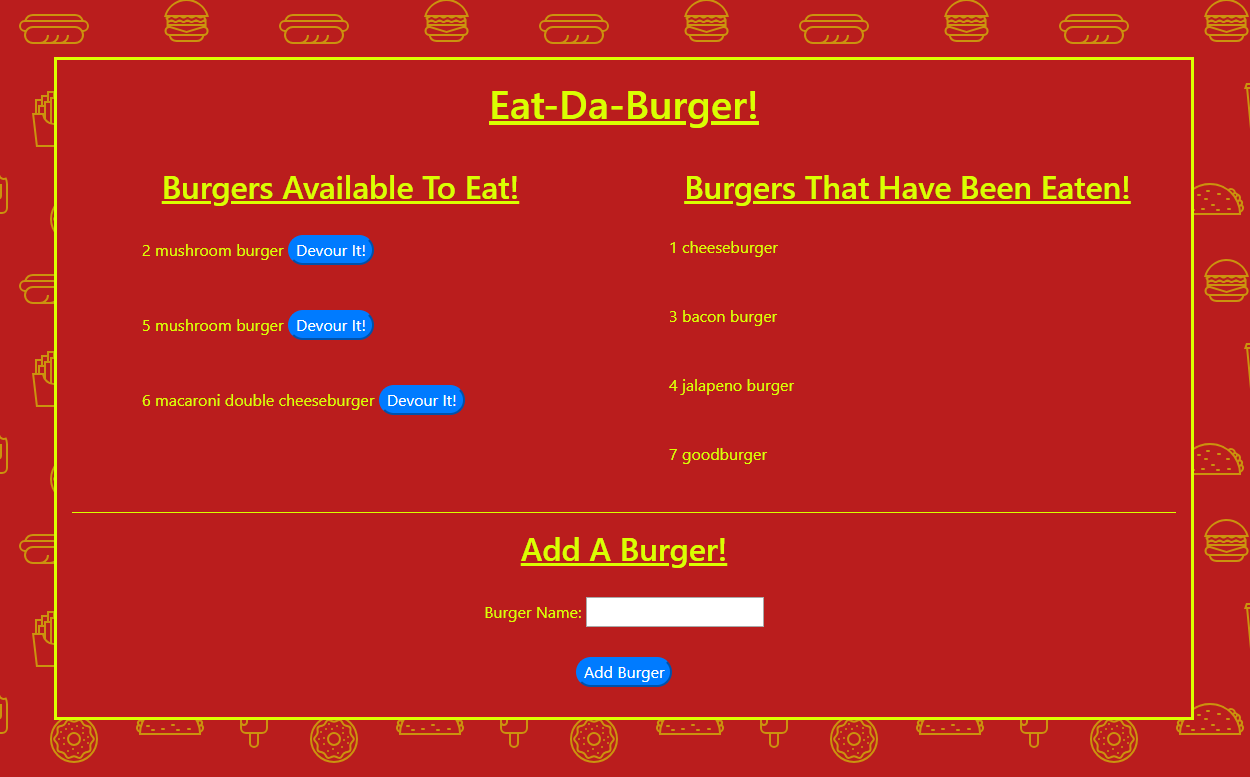 Eat-Da-Burger!
Burgers Available To Eat!
2 mushroom burger Devour It!
5 mushroom burger Devour It!
6 macaroni double cheeseburger Devour It!
Burgers That Have Been Eaten!
1 cheeseburger
3 bacon burger
4 jalapeno burger
7 goodburger
Add A Burger!
Burger Name:
Add Burger